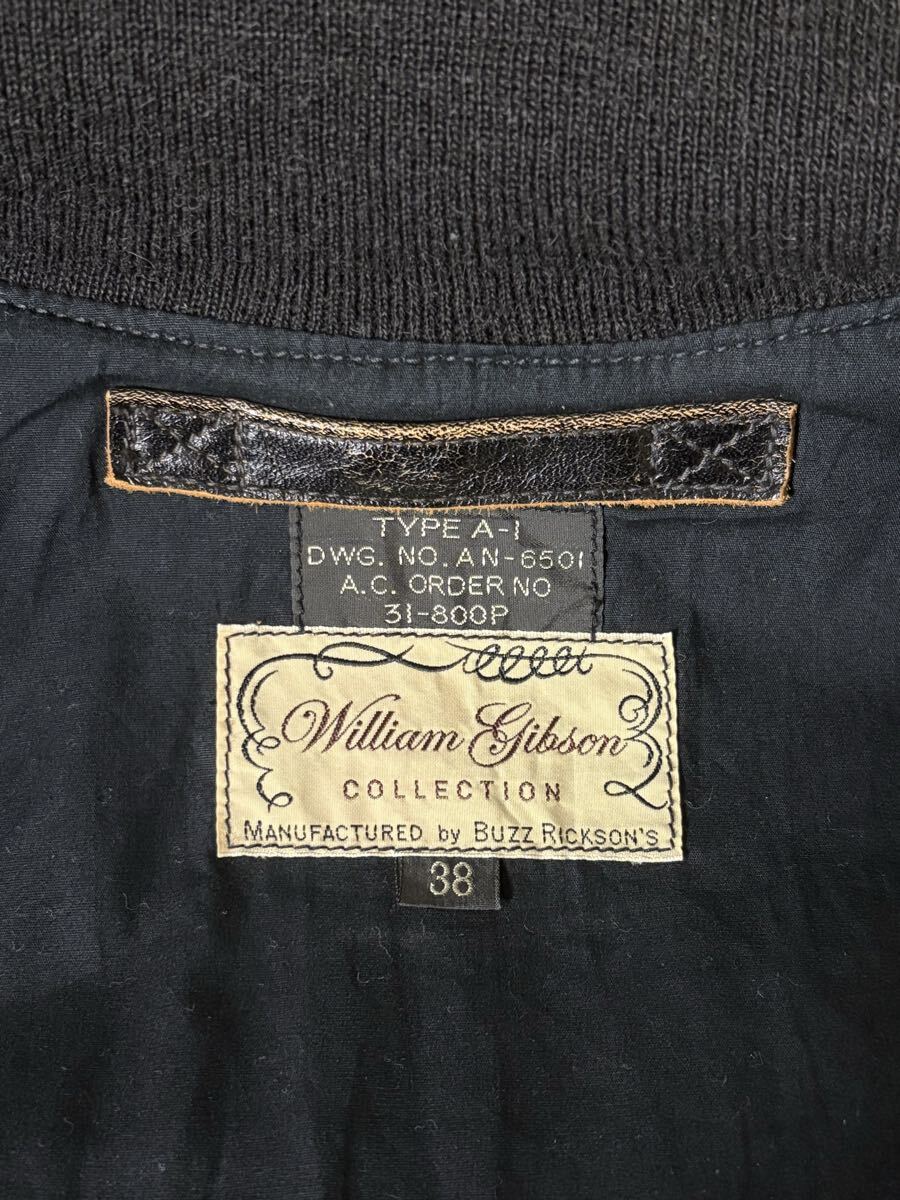 TYPE A-1
DWG. NO. AN-6501
A.C. ORDER NO
31-800P
William Gibson
COLLECTION
MANUFACTURED by BUZZ RICKSON'S
38